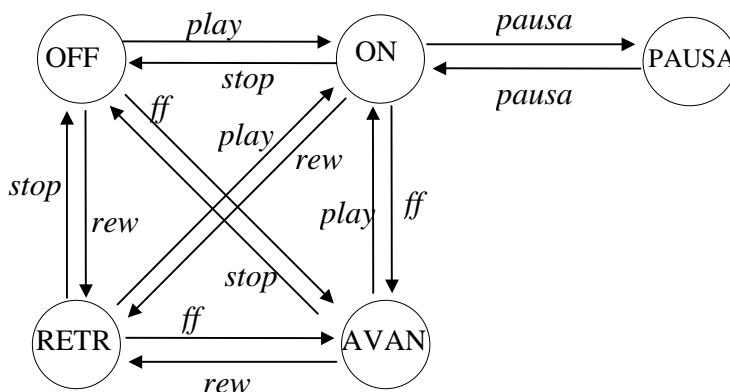 play
pausa
OFF
ON
PAUSA
stop
pausa
ff
play
rew
stop
rew
play
ff
stop
RETR
ff
AVAN
rew